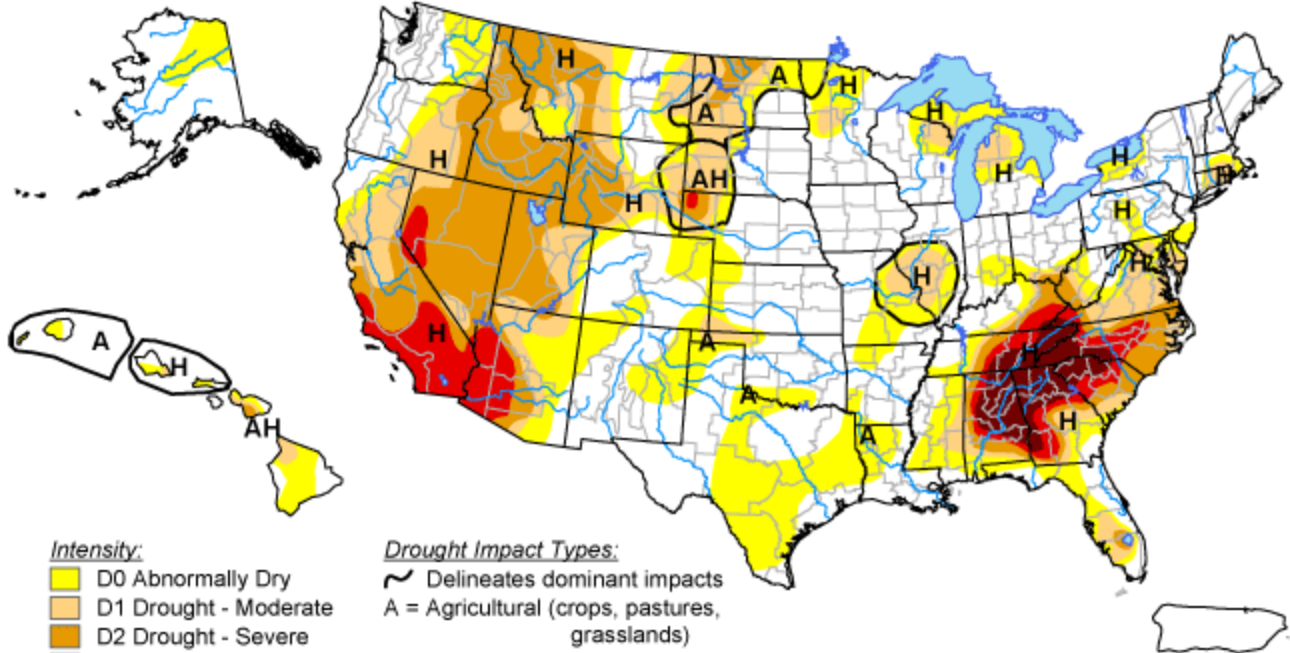 H
A
H
A
H
H
H
H
AH
H
H
H
H
H
H
A
H
H
A
H
AH
A
A
H
Intensity:
D0 Abnormally Dry
D1 Drought - Moderate
D2 Drought - Severe
Drought Impact Types:
Delineates dominant impacts
A = Agricultural (crops, pastures,
grasslands)